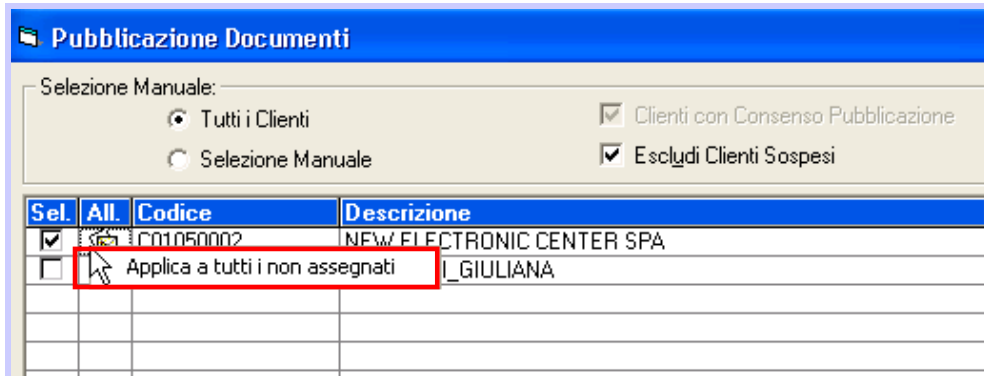 Pubblicazione Documenti
Selezione Manuale:
Tutti i Clienti
Clienti con Consenso Pubblicazione
Selezione Manuale
Escludi Clienti Sospesi
Sel. All. Codice Descrizione
C01050002 NEW ELECTRONIC CENTER SPA
Applica a tutti i non assegnati I_GIULIANA